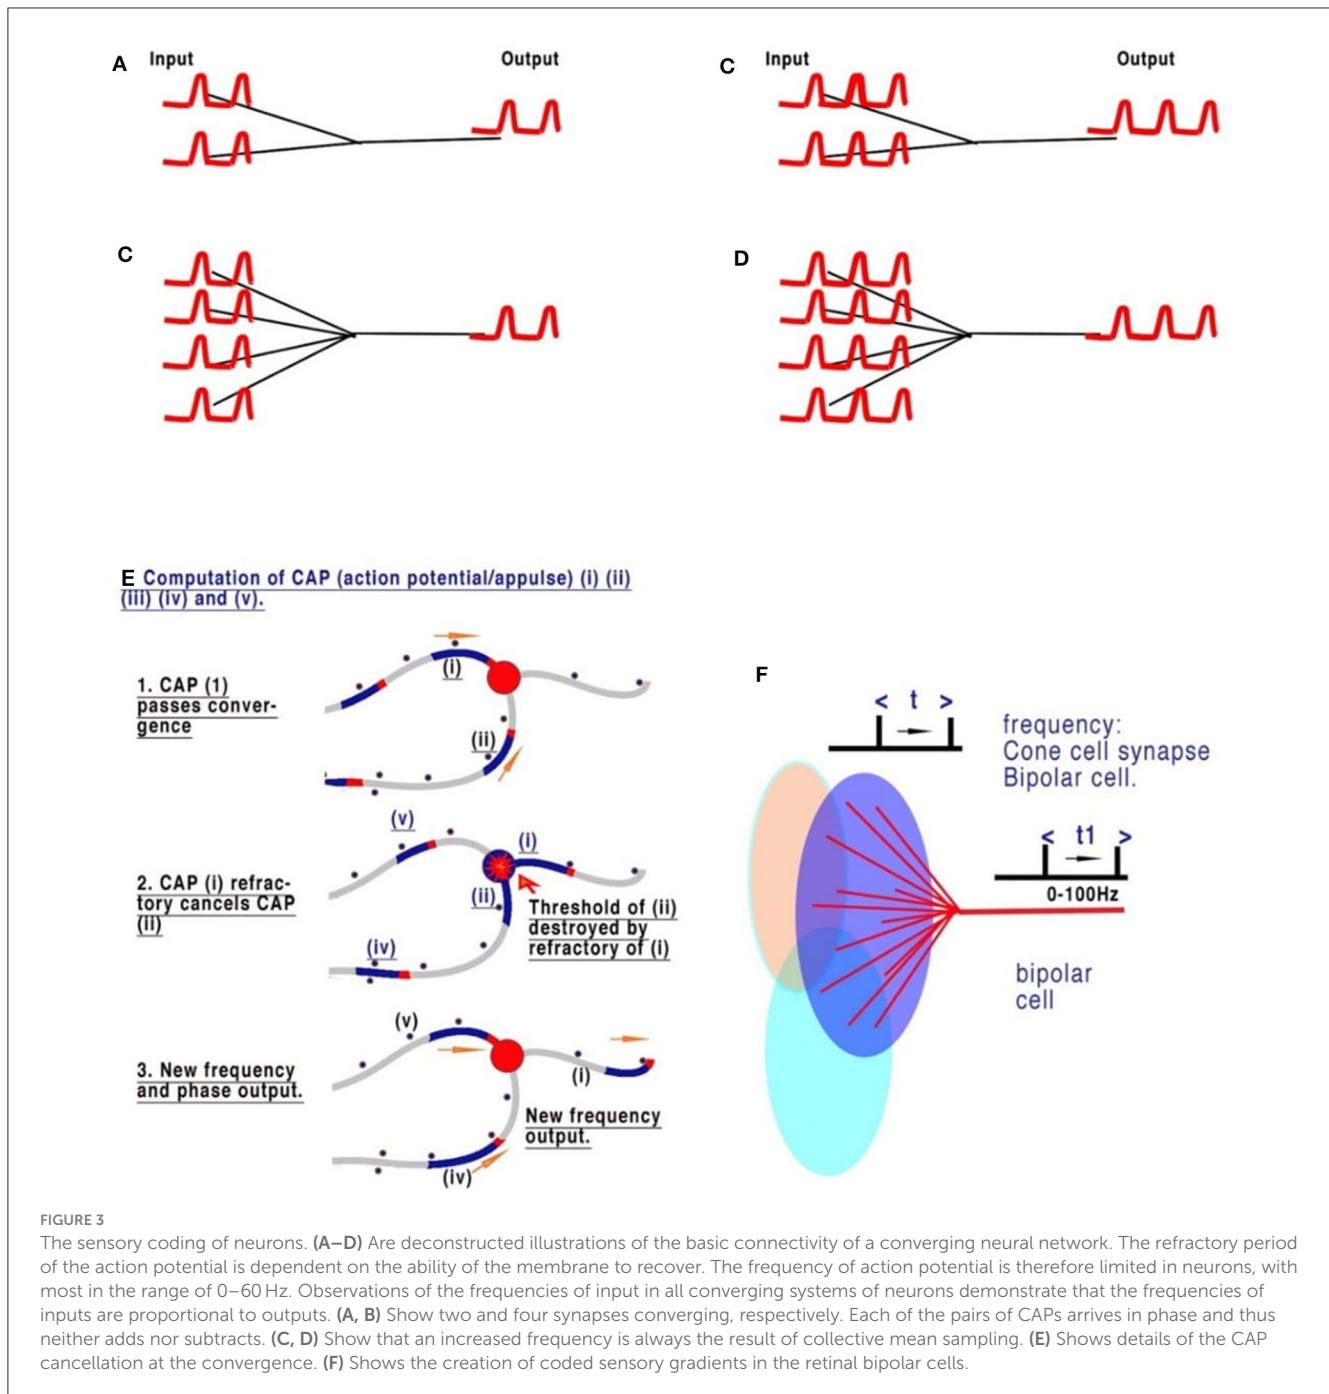 A
Input
Output
C
Input
Output
C
D
E Computation of CAP (action potential/appulse) (i) (ii)
(iii) (iv) and (v).
1. CAP (1)
passes conver-
gence
(i)
(ii)
2. CAP (i) refrac-
tory cancels CAP
(ii)
(v)
(i)
(ii)
(iv)
Threshold of (ii)
destroyed by
refractory of (i)
3. New frequency
and phase output.
(v)
(i)
(iv)
New frequency
output.
F
< t >
frequency:
Cone cell synapse
Bipolar cell.
< t1 >
0-100Hz
bipolar
cell
FIGURE 3
The sensory coding of neurons. (A–D) Are deconstructed illustrations of the basic connectivity of a converging neural network. The refractory period
of the action potential is dependent on the ability of the membrane to recover. The frequency of action potential is therefore limited in neurons, with
most in the range of 0–60 Hz. Observations of the frequencies of input in all converging systems of neurons demonstrate that the frequencies of
inputs are proportional to outputs. (A, B) Show two and four synapses converging, respectively. Each of the pairs of CAPs arrives in phase and thus
neither adds nor subtracts. (C, D) Show that an increased frequency is always the result of collective mean sampling. (E) Shows details of the CAP
cancellation at the convergence. (F) Shows the creation of coded sensory gradients in the retinal bipolar cells.